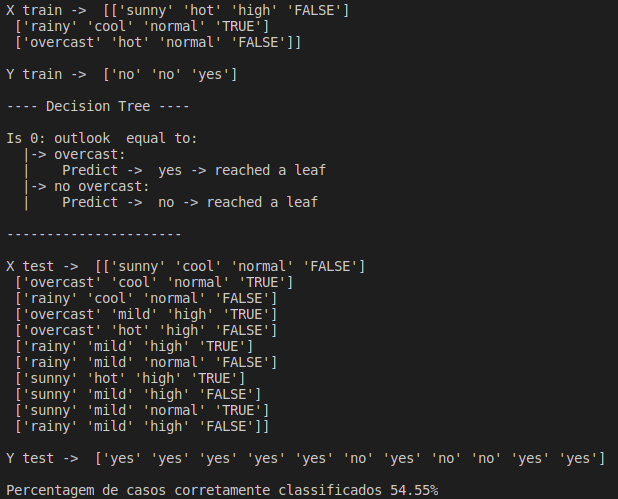 X train ->  [['sunny' 'hot' 'high' 'FALSE']
 ['rainy' 'cool' 'normal' 'TRUE']
 ['overcast' 'hot' 'normal' 'FALSE']]
Y train ->  ['no' 'no' 'yes']
---- Decision Tree ----
Is 0: outlook  equal to:
  |-> overcast:
  |    Predict ->  yes -> reached a leaf
  |-> no overcast:
  |    Predict ->  no -> reached a leaf
----------------------
X test ->  [['sunny' 'cool' 'normal' 'FALSE']
 ['overcast' 'cool' 'normal' 'TRUE']
 ['rainy' 'cool' 'normal' 'FALSE']
 ['overcast' 'mild' 'high' 'TRUE']
 ['overcast' 'hot' 'high' 'FALSE']
 ['rainy' 'mild' 'high' 'TRUE']
 ['rainy' 'mild' 'normal' 'FALSE']
 ['sunny' 'hot' 'high' 'TRUE']
 ['sunny' 'mild' 'high' 'FALSE']
 ['sunny' 'mild' 'normal' 'TRUE']
 ['rainy' 'mild' 'high' 'FALSE']]
Y test ->  ['yes' 'yes' 'yes' 'yes' 'yes' 'no' 'yes' 'no' 'no' 'yes' 'yes']
Percentagem de casos corretamente classificados 54.55%